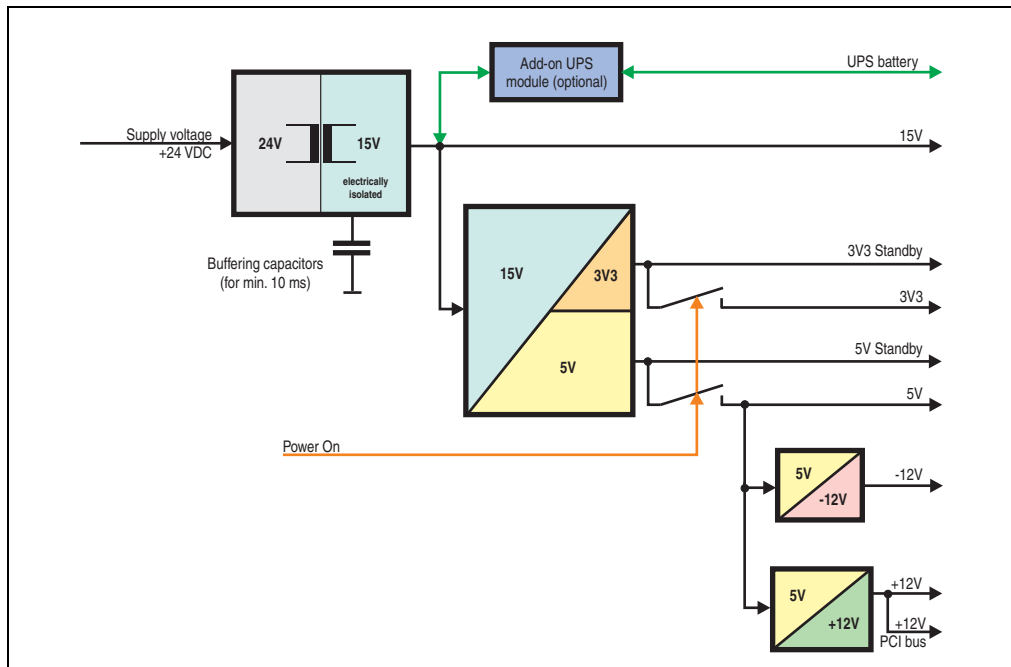 Add-on UPS
module (optional)
UPS battery
Supply voltage
+24 VDC
24V
15V
electrically
isolated
15V
Buffering capacitors
(for min. 10 ms)
15V
3V3
5V
3V3 Standby
3V3
5V Standby
5V
Power On
5V
-12V
-12V
5V
+12V
+12V
+12V
PCI bus